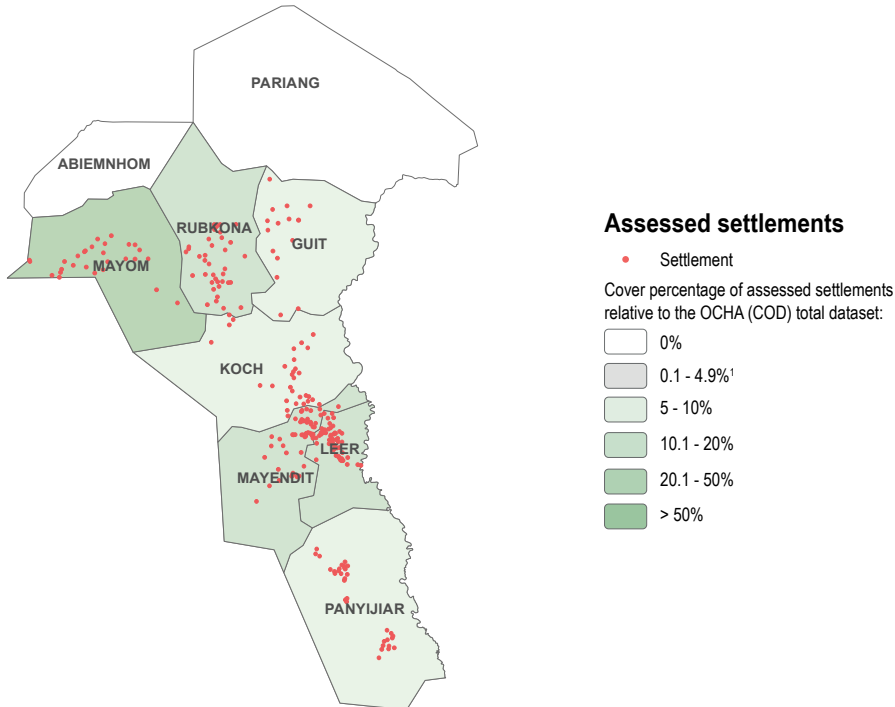 PARIANG
ABIEMNHOM
RUBKONA
GUIT
MAYOM
KOCH
LEER
MAYENDIT
PANYIJIAR
Assessed settlements
Settlement
Cover percentage of assessed settlements
relative to the OCHA (COD) total dataset:
0%
0.1 - 4.9%¹
5 - 10%
10.1 - 20%
20.1 - 50%
> 50%